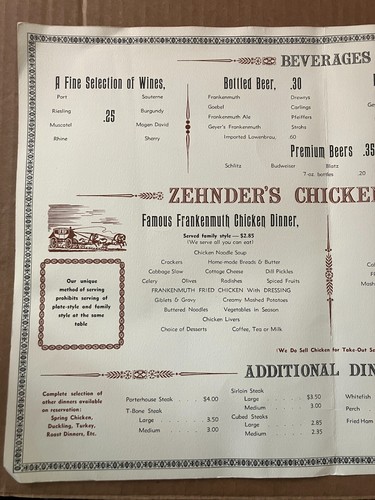 BEVERAGES
A Fine Selection of Wines,
Port Sauterne
Riesling Burgundy
.25
Muscatel Mogen David
Rhine Sherry
Bottled Beer, .30
Frankenmuth Drewrys
Goebel Carlings
Frankenmuth Ale Pfeiffers
Geyer's Frankenmuth Strohs
Imported Lowenbrau, .60
Premium Beers .35
Schlitz Budweiser Blatz
7-oz. bottles .20
ZEHNDER'S CHICKEN
Famous Frankenmuth Chicken Dinner,
Served family style — $2.85
(We serve all you can eat!
Chicken Noodle Soup
Crackers Home-made Breads & Butter
Cabbage Slaw Cottage Cheese Dill Pickles
Celery Olives Radishes Spiced Fruits
FRANKENMUTH FRIED CHICKEN With DRESSING
Giblets & Gravy Creamy Mashed Potatoes
Buttered Noodles Vegetables in Season
Chicken Livers
Choice of Desserts Coffee, Tea or Milk
Our unique
method of serving
prohibits serving of
plate-style and family
style at the same
table
(We Do Sell Chicken for Take-Out Se
ADDITIONAL DIN
Complete selection of
other dinners available
on reservation:
Spring Chicken,
Duckling, Turkey,
Roast Dinners, Etc.
Porterhouse Steak $4.00
T-Bone Steak
Large 3.50
Medium 3.00
Sirloin Steak
Large $3.50
Medium 3.00
Cubed Steaks
Large 2.85
Medium 2.35
Whitefish
Perch
Fried Ham